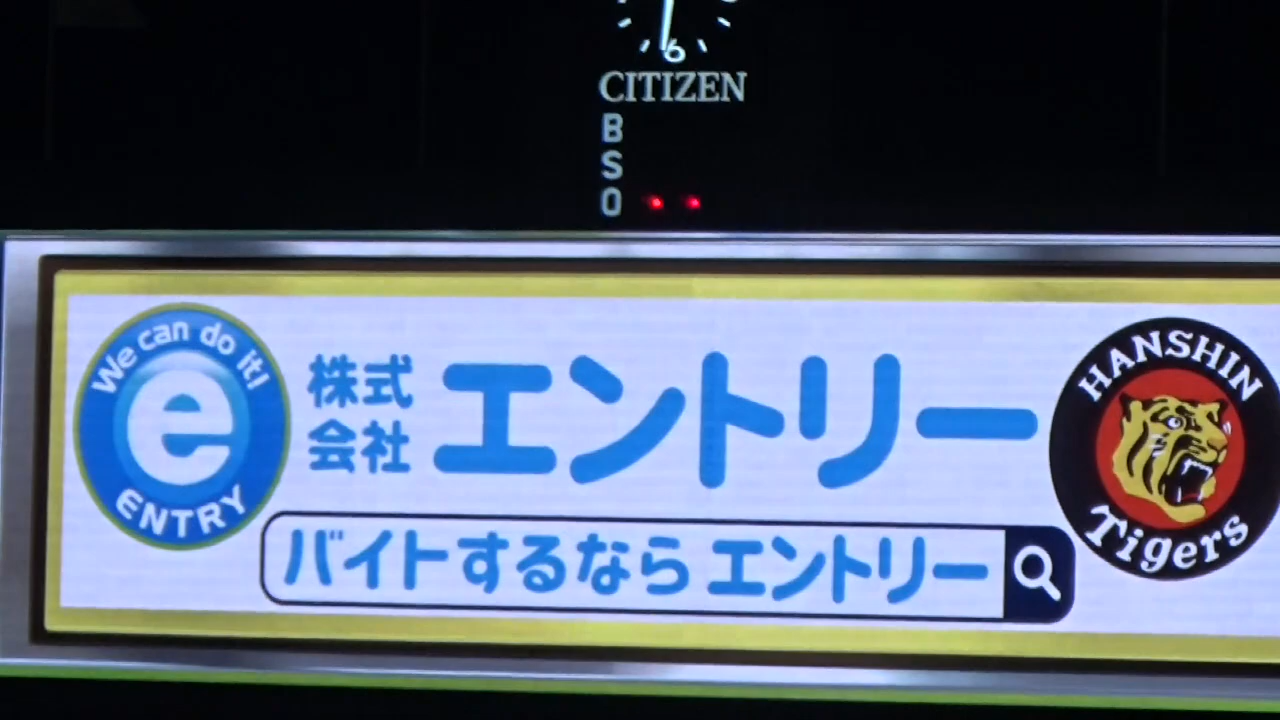 6
CITIZEN
B
S
O
We can do it!
e
ENTRY
株式
会社
エントリー
バイトするなら エントリー
HANSHIN
Tigers